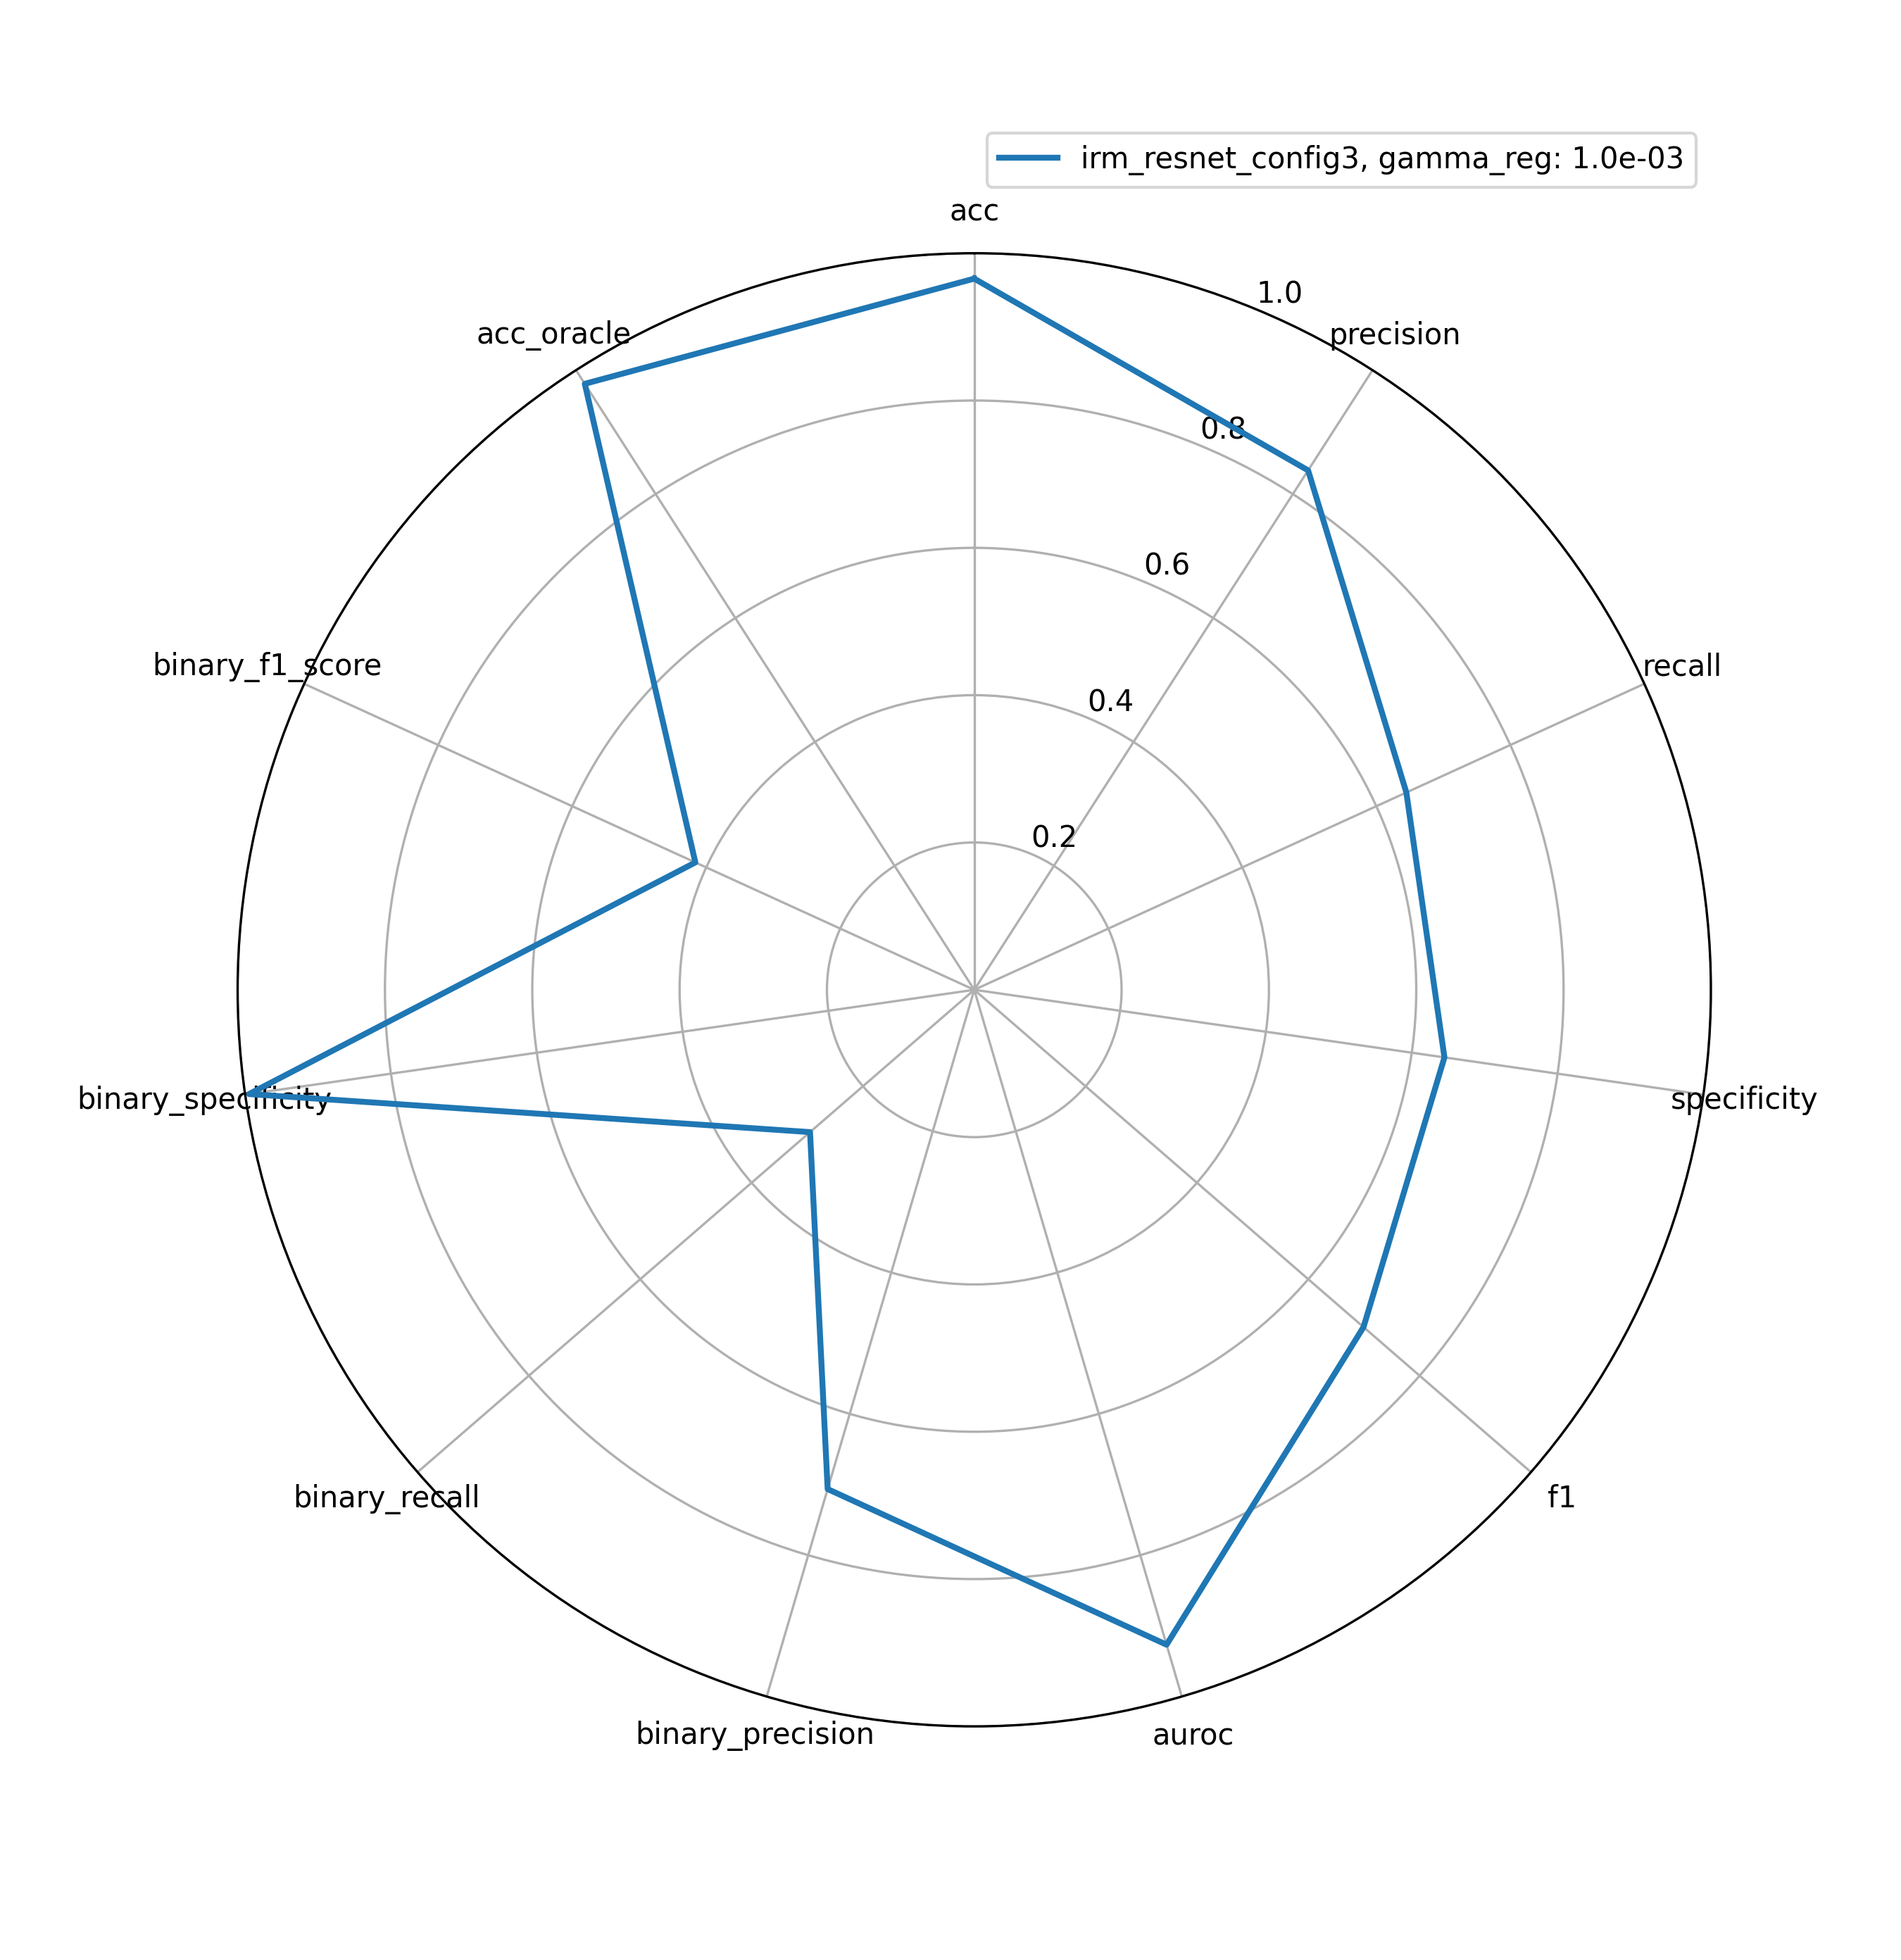 irm_resnet_config3, gamma_reg: 1.0e-03
acc
1.0
acc_oracle
precision
0.8
0.6
binary_f1_score
recall
0.4
0.2
binary_specificity
specificity
binary_recall
f1
binary_precision
auroc